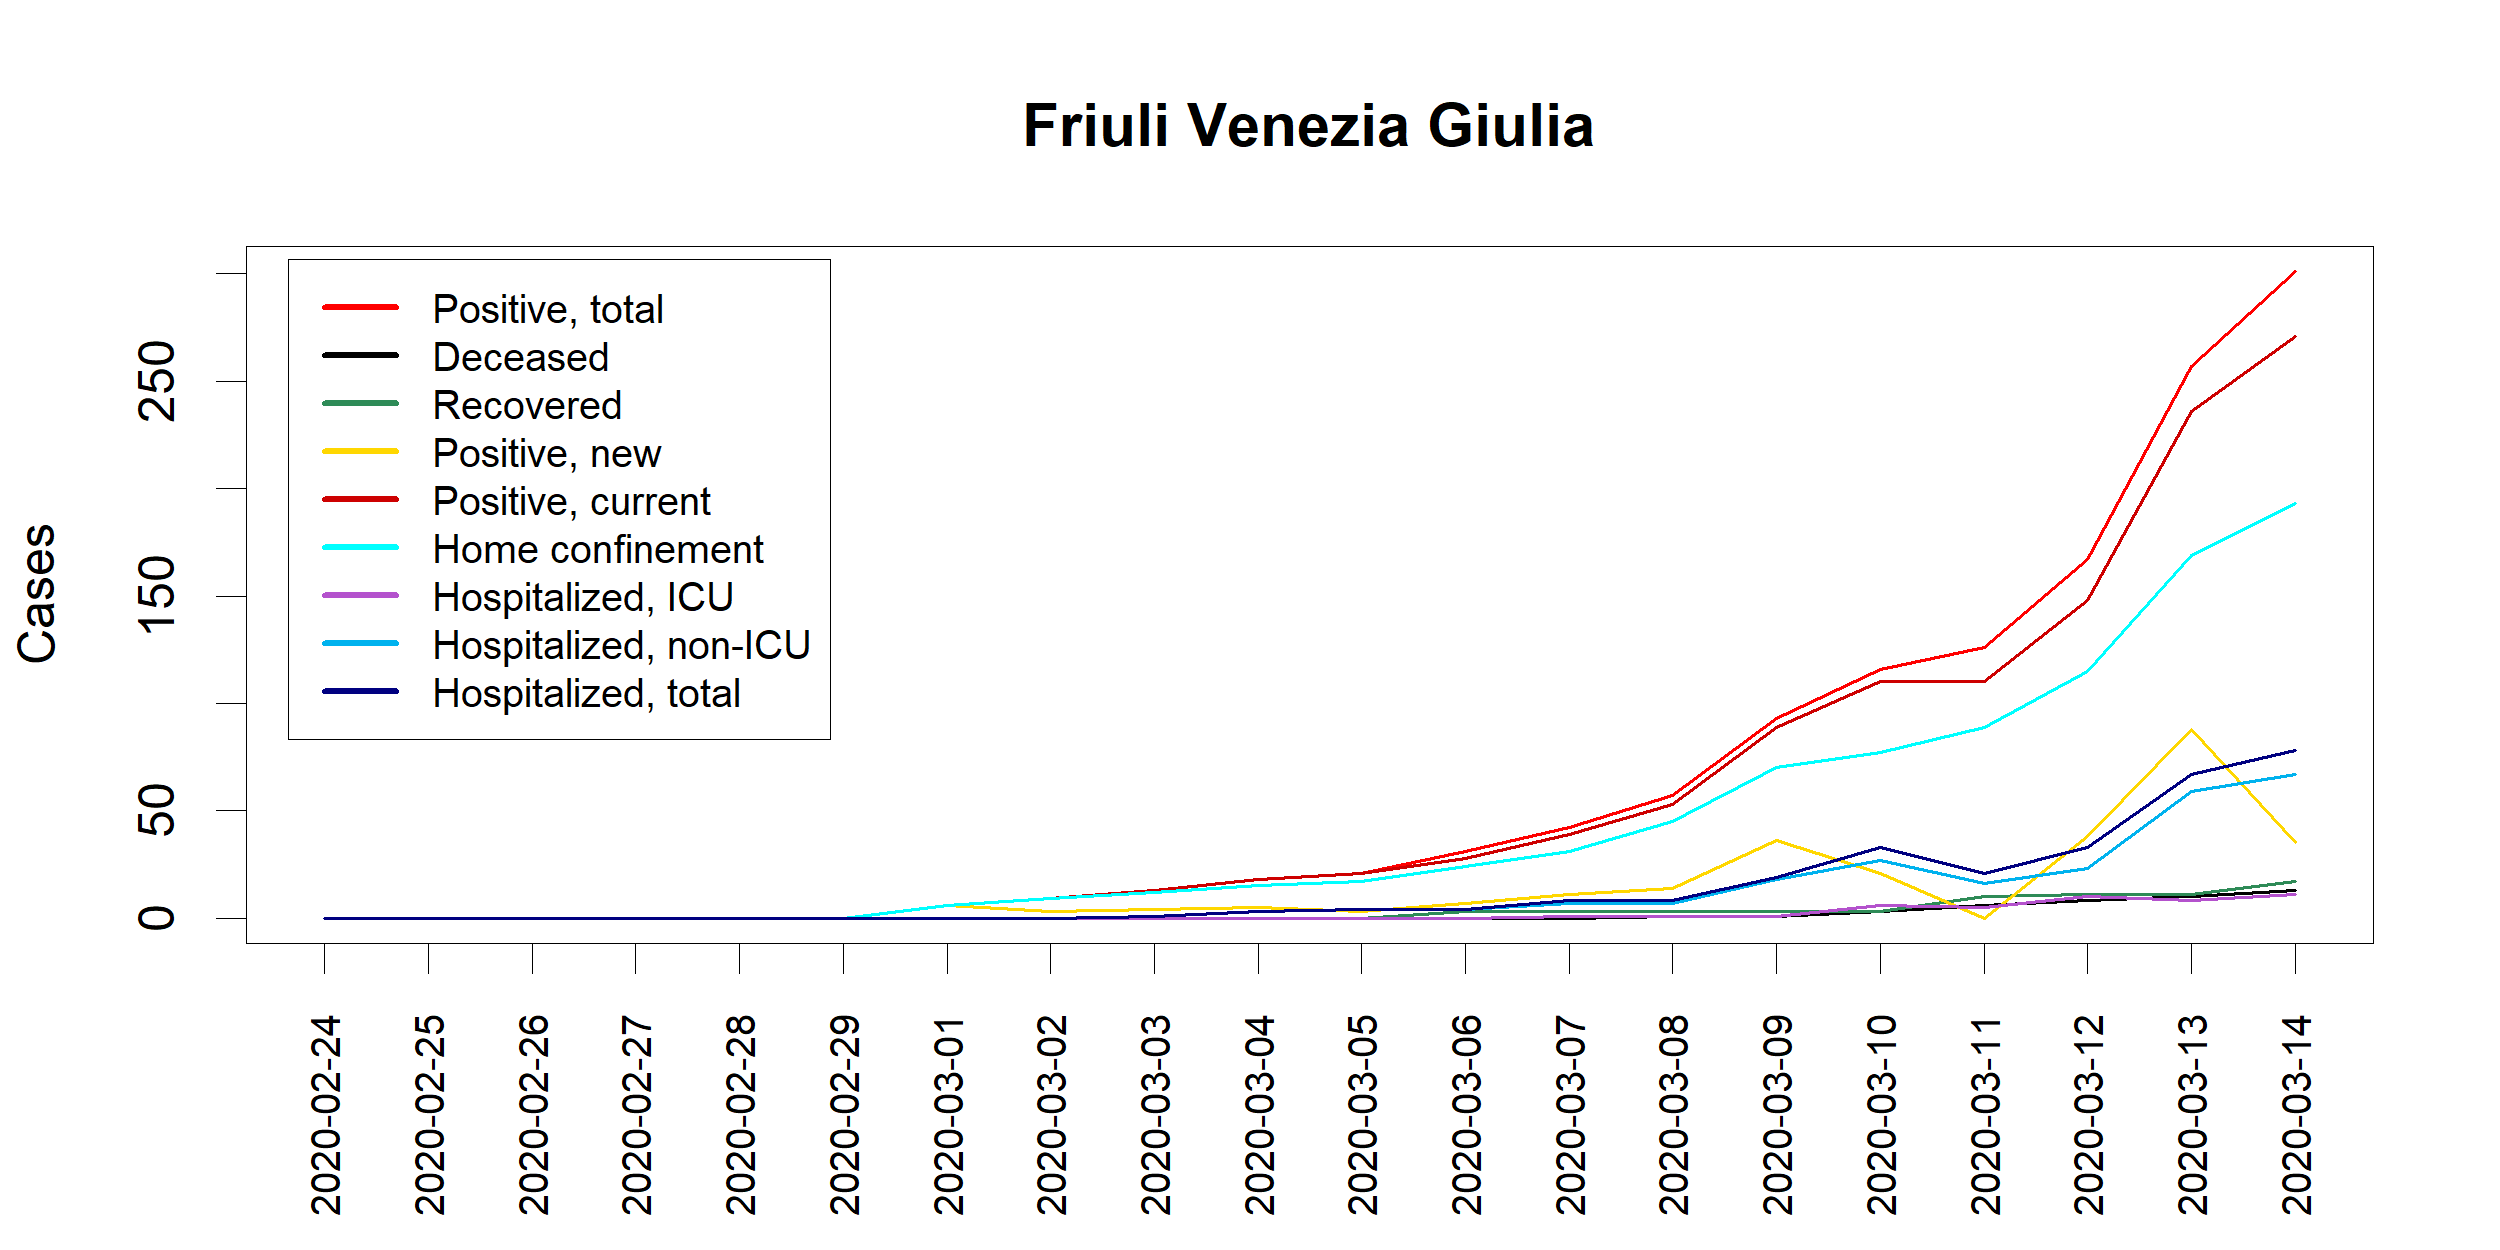 Friuli Venezia Giulia
Cases
250
150
50
0
Positive, total
Deceased
Recovered
Positive, new
Positive, current
Home confinement
Hospitalized, ICU
Hospitalized, non-ICU
Hospitalized, total
2020-02-24
2020-02-25
2020-02-26
2020-02-27
2020-02-28
2020-02-29
2020-03-01
2020-03-02
2020-03-03
2020-03-04
2020-03-05
2020-03-06
2020-03-07
2020-03-08
2020-03-09
2020-03-10
2020-03-11
2020-03-12
2020-03-13
2020-03-14